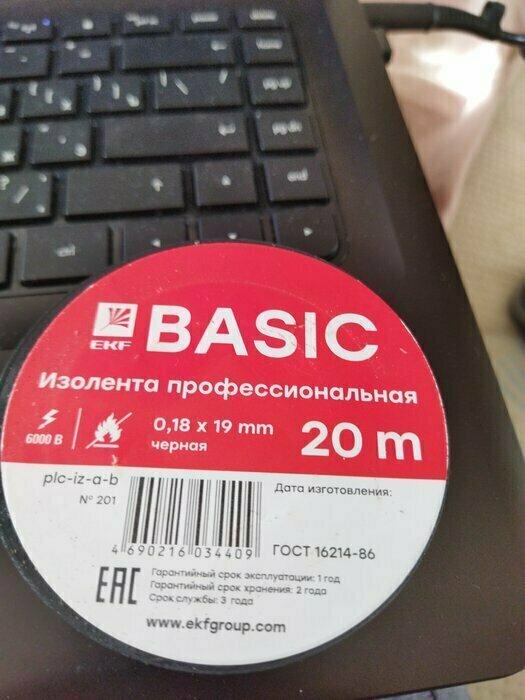 BASIC
EKF
Изолента профессиональная
6000 В
0,18 x 19 mm
черная
20 m
plc-iz-a-b
№ 201
Дата изготовления:
4 690216 034409
ГОСТ 16214-86
EAC
Гарантийный срок эксплуатации: 1 год
Гарантийный срок хранения: 2 года
Срок службы: 3 года
www.ekfgroup.com